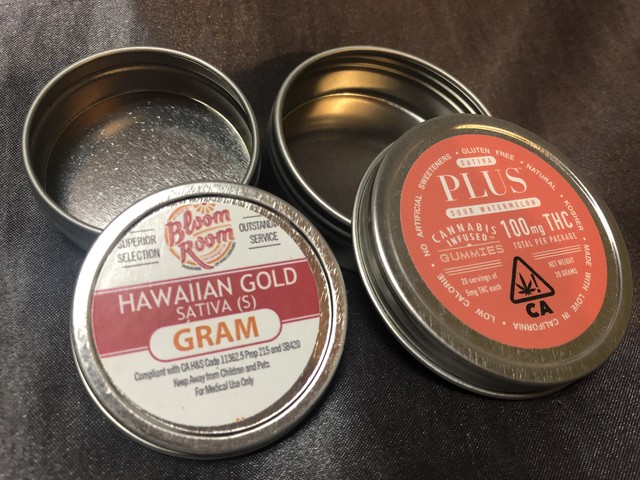 SUPERIOR
SELECTION
Bloom
Room
OUTSTANDING
SERVICE
HAWAIIAN GOLD
SATIVA (S)
GRAM
Compliant with CA H&S Code 11362.5 Prop 215 and SB420
Keep Away from Children and Pets
For Medical Use Only
LOW CALORIE • NO ARTIFICIAL SWEETENERS • GLUTEN FREE • NATURAL • KOSHER • MADE WITH LOVE IN CALIFORNIA •
SATIVA
PLUS
SOUR WATERMELON
CANNABIS
INFUSED
GUMMIES
100mg THC
TOTAL PER PACKAGE
20 servings of
5mg THC each
NET WEIGHT
20 GRAMS
!
CA